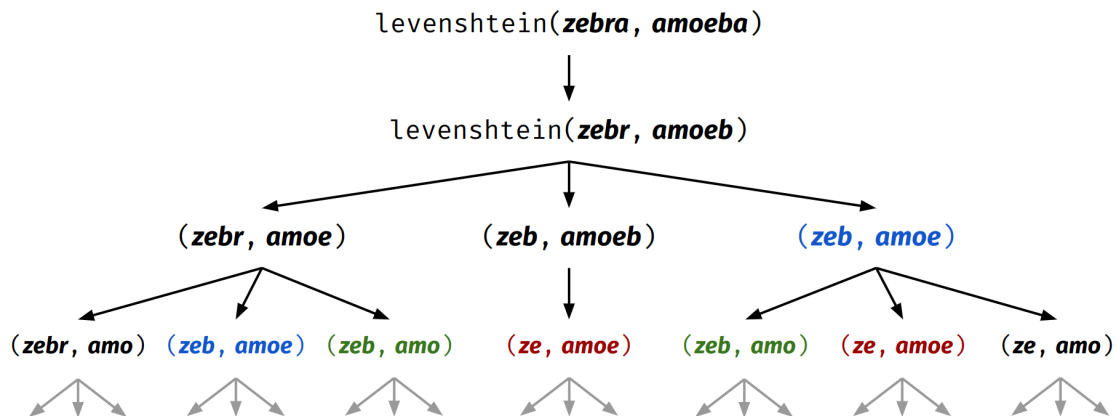 levenshtein(zebra, amoeba)
levenshtein(zebr, amoeb)
(zebr, amoe) (zeb, amoeb) (zeb, amoe)
(zebr, amo) (zeb, amoe) (zeb, amo) (ze, amoe) (zeb, amo) (ze, amoe) (ze, amo)